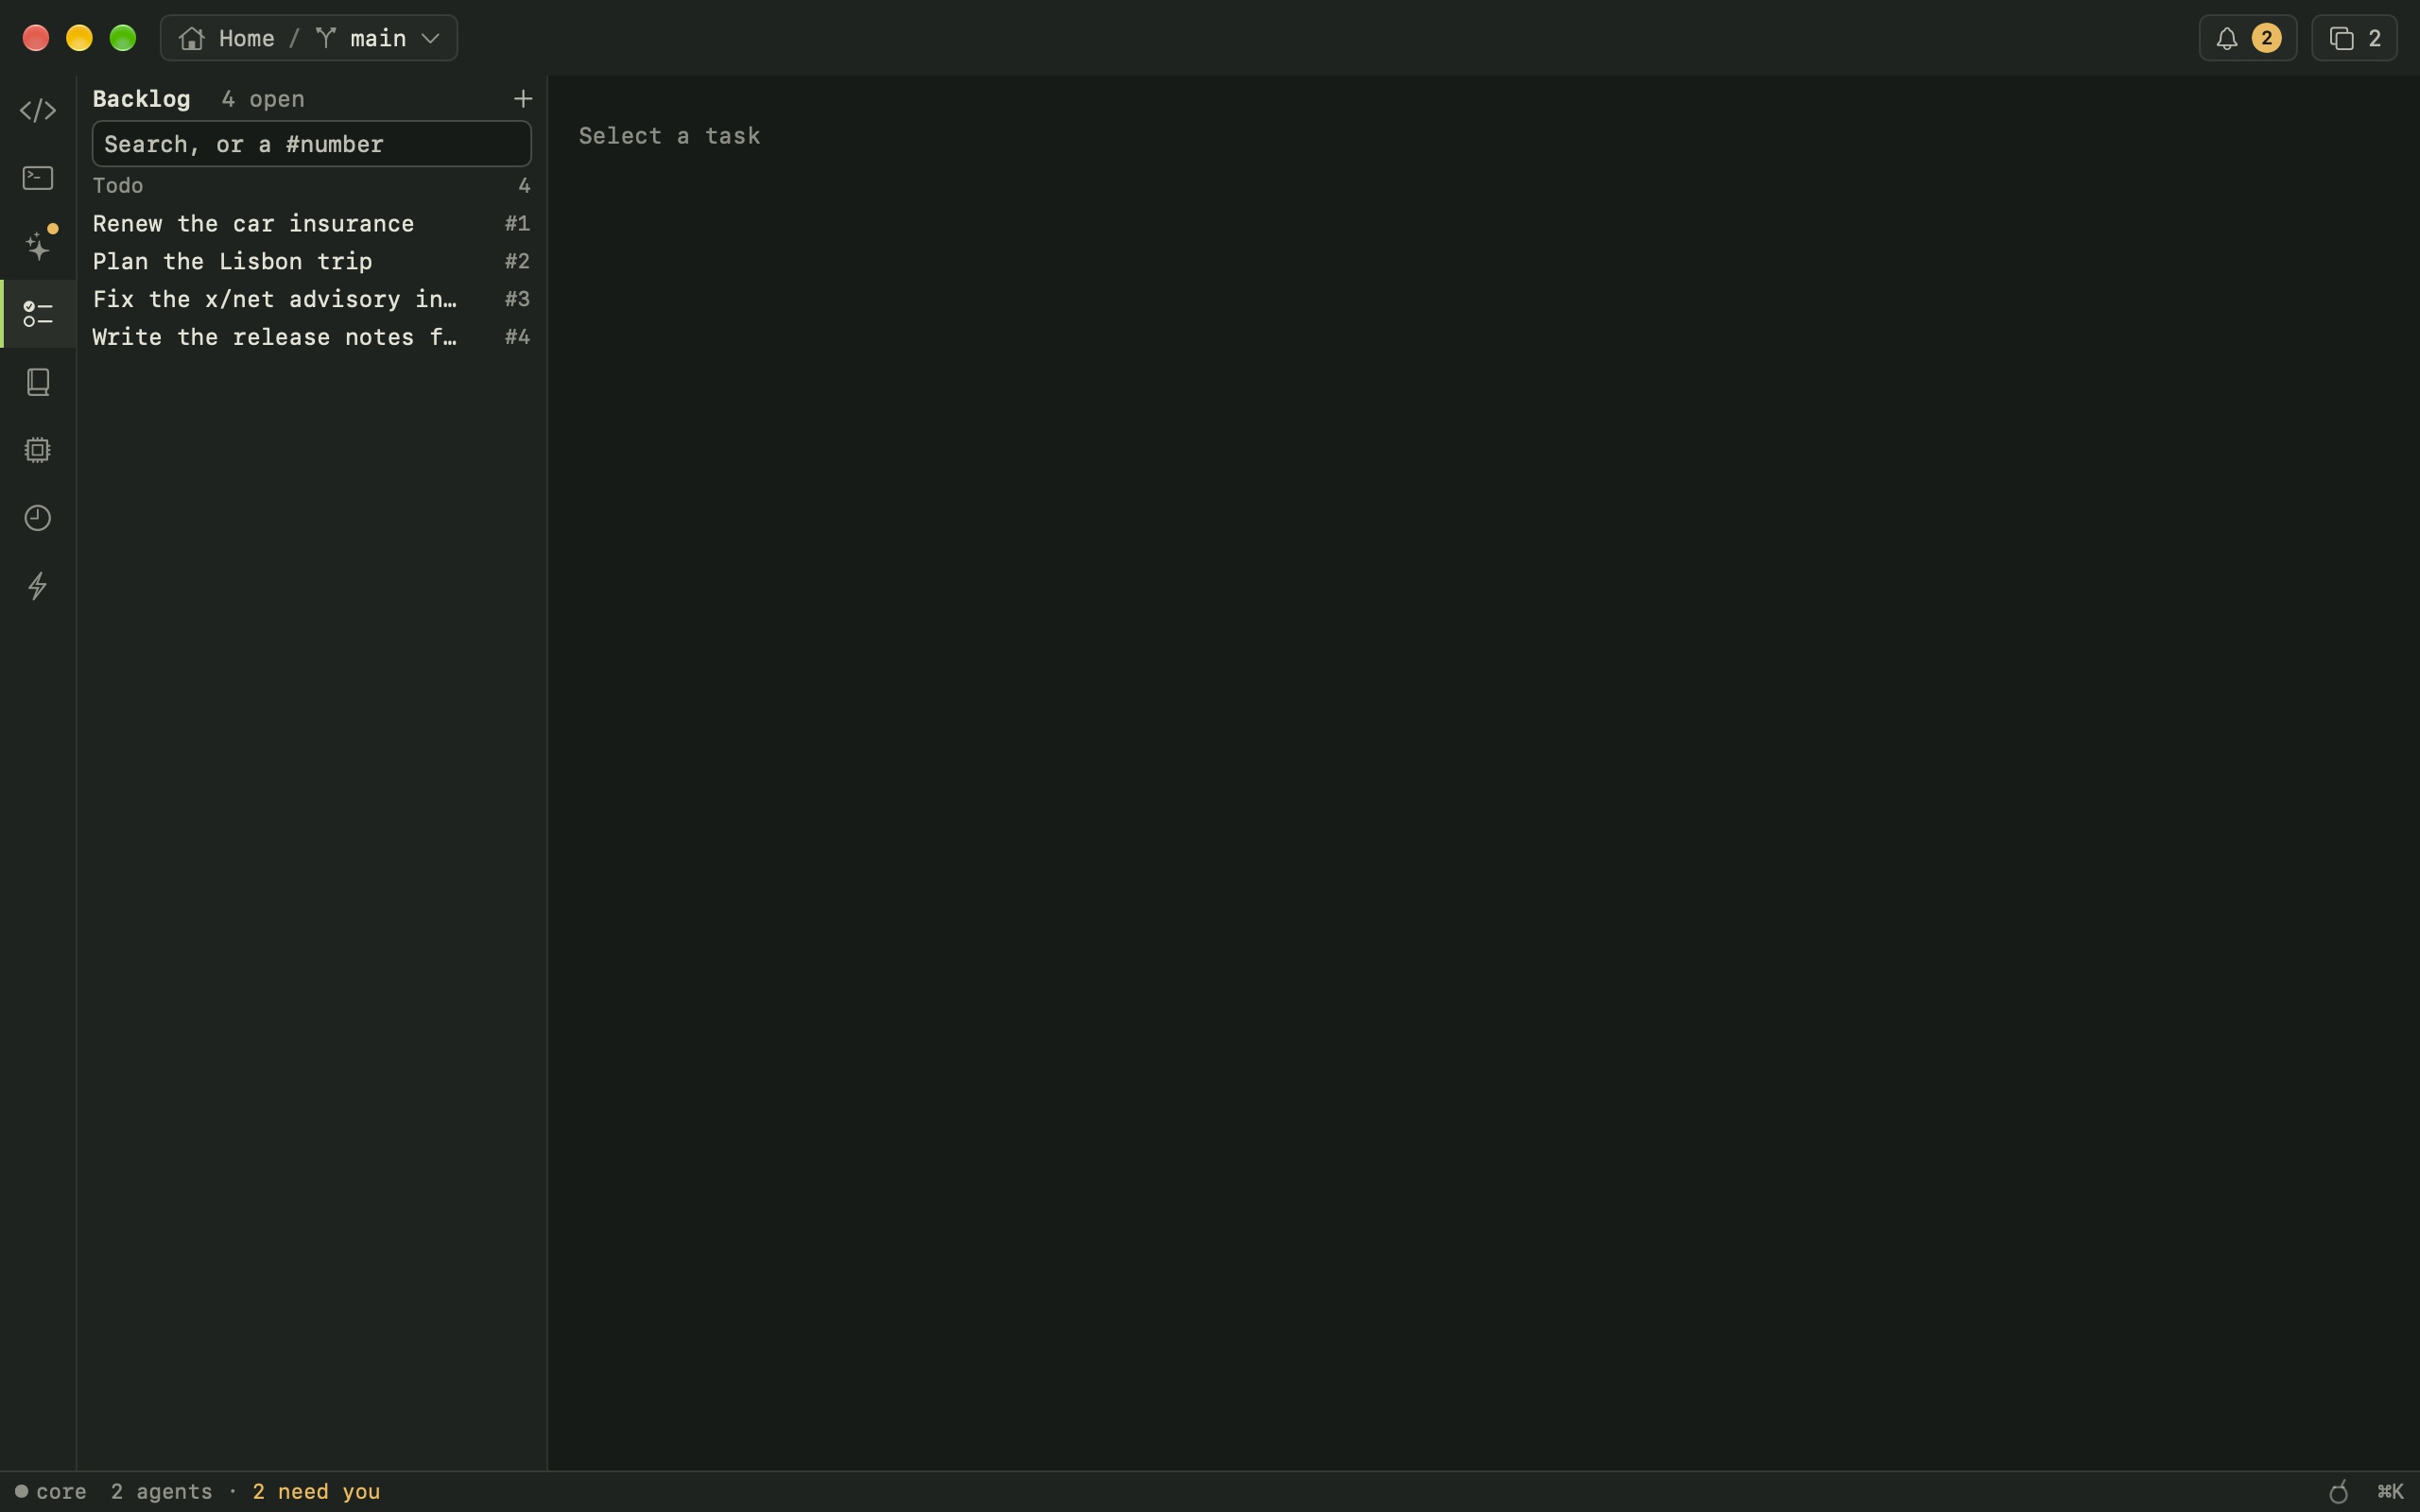 Home / main
2
2
Backlog 4 open
Search, or a #number
Select a task
Todo 4
Renew the car insurance #1
Plan the Lisbon trip #2
Fix the x/net advisory in… #3
Write the release notes f… #4
core 2 agents · 2 need you
⌘K